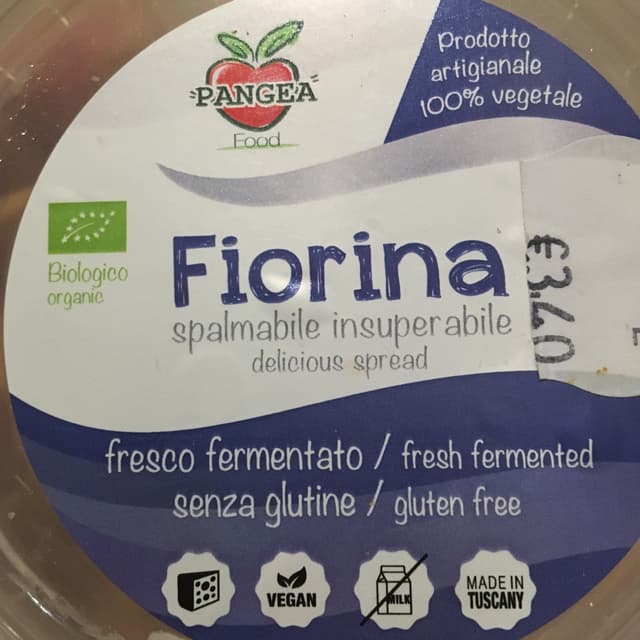 PANGEA
Food
Prodotto
artigianale
100% vegetale
Biologico
organic
Fiorina
spalmabile insuperabile
delicious spread
€3,40
fresco fermentato / fresh fermented
senza glutine / gluten free
VEGAN
MILK
MADE IN
TUSCANY